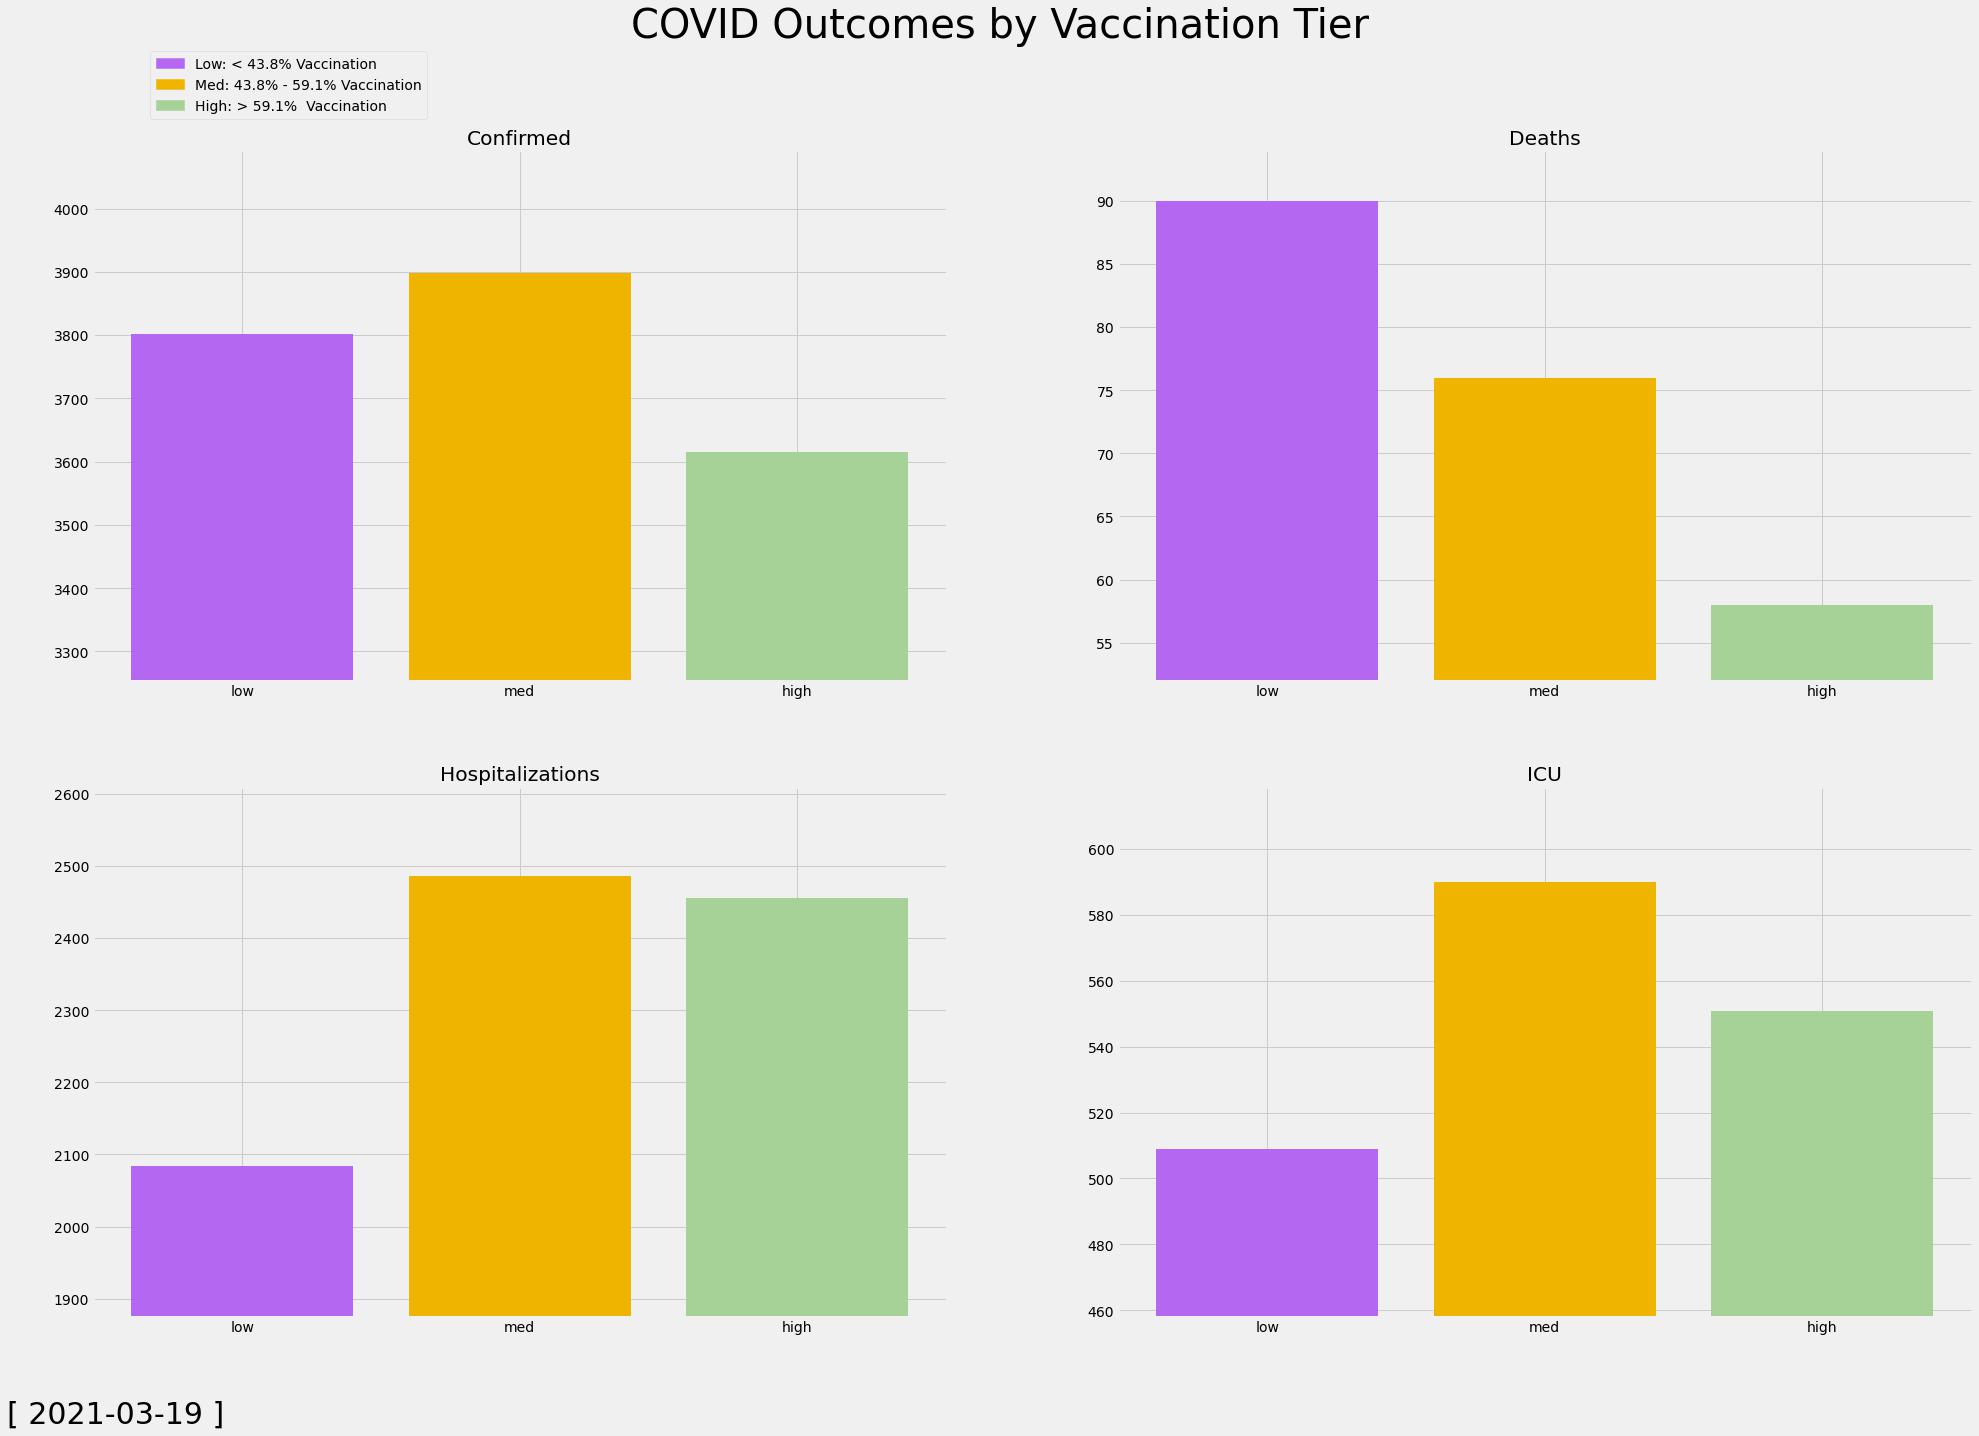 COVID Outcomes by Vaccination Tier
Low: < 43.8% Vaccination
Med: 43.8% - 59.1% Vaccination
High: > 59.1%  Vaccination
Confirmed
4000
3900
3800
3700
3600
3500
3400
3300
low med high
Deaths
90
85
80
75
70
65
60
55
low med high
Hospitalizations
2600
2500
2400
2300
2200
2100
2000
1900
low med high
ICU
600
580
560
540
520
500
480
460
low med high
[ 2021-03-19 ]